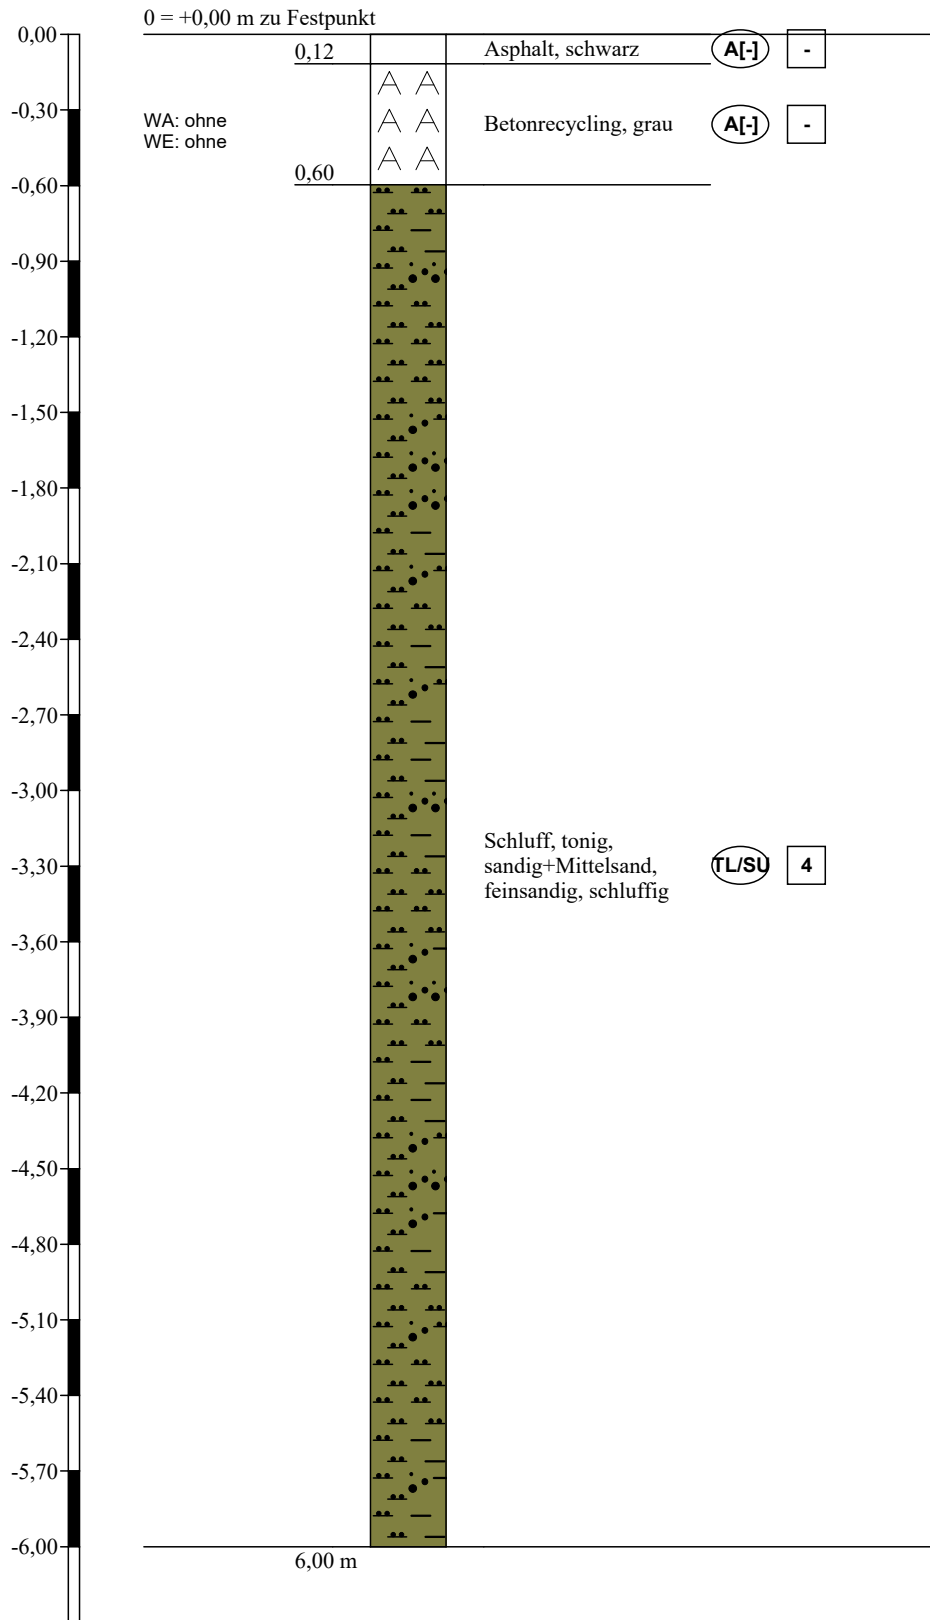 0 = +0,00 m zu Festpunkt
0,00
0,12
Asphalt, schwarz
A[-]
-
-0,30
WA: ohne
WE: ohne
Betonrecycling, grau
A[-]
-
0,60
-0,60
-0,90
-1,20
-1,50
-1,80
-2,10
-2,40
-2,70
-3,00
Schluff, tonig,
sandig+Mittelsand,
feinsandig, schluffig
TL/SU
4
-3,30
-3,60
-3,90
-4,20
-4,50
-4,80
-5,10
-5,40
-5,70
-6,00
6,00 m